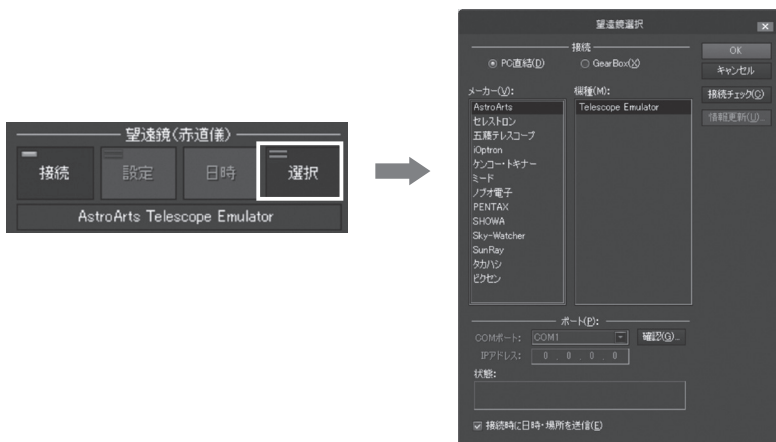 望遠鏡(赤道儀)
接続
設定
日時
選択
AstroArts Telescope Emulator
望遠鏡選択
接続
PC直結(D)
GearBox(X)
OK
キャンセル
接続チェック(C)
情報更新(U)...
メーカー(V):
機種(M):
AstroArts
セレストロン
五藤テレスコープ
iOptron
ケンコー・トキナー
ミード
ノブオ電子
PENTAX
SHOWA
Sky-Watcher
SunRay
タカハシ
ビクセン
Telescope Emulator
ポート(P):
COMポート: COM1
確認(G)...
IPアドレス: 0 . 0 . 0 . 0
状態:
接続時に日時・場所を送信(E)